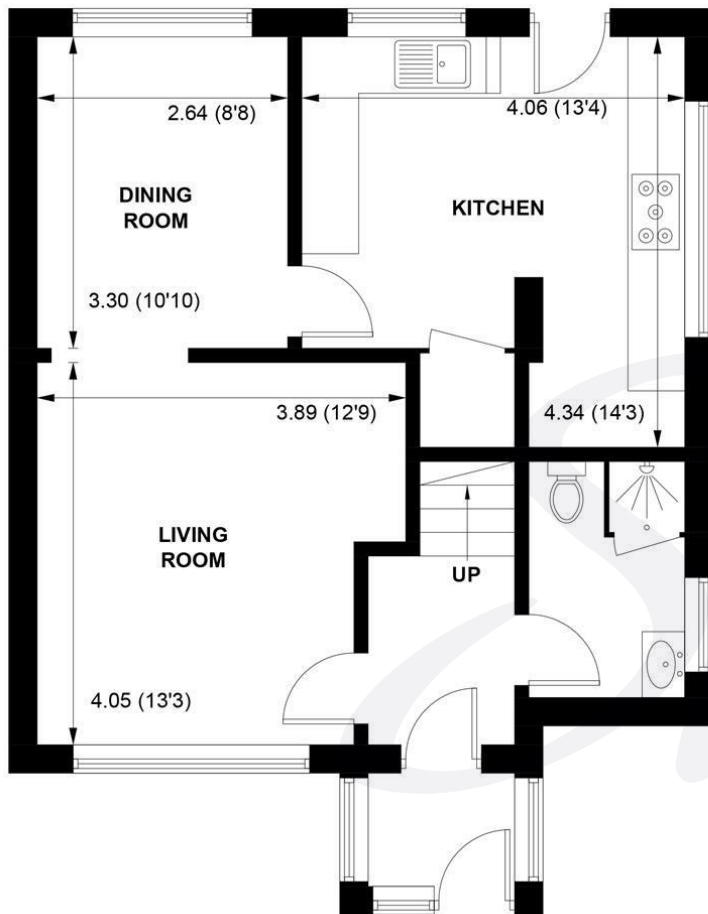 2.64 (8'8)
4.06 (13'4)
DINING
ROOM
KITCHEN
3.30 (10'10)
3.89 (12'9)
4.34 (14'3)
LIVING
ROOM
UP
4.05 (13'3)